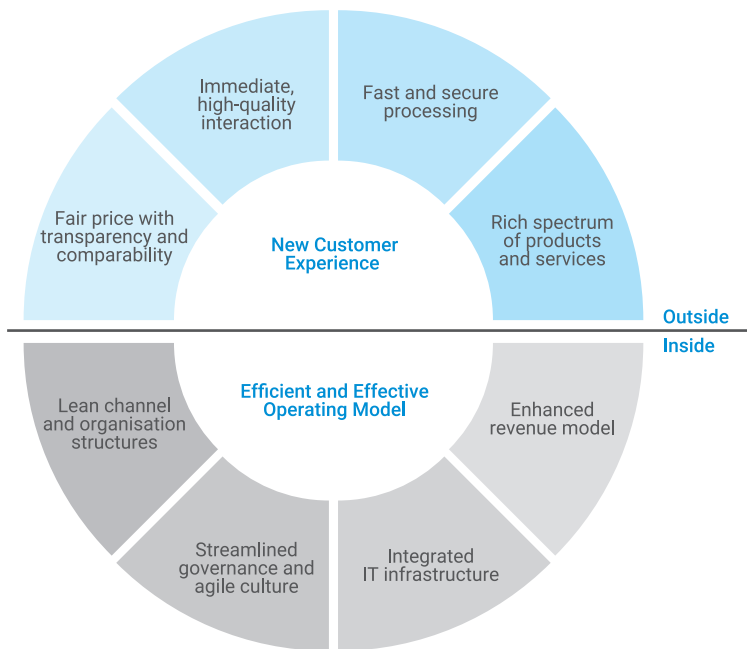 Immediate,
high-quality
interaction
Fast and secure
processing
Fair price with
transparency and
comparability
Rich spectrum
of products
and services
New Customer
Experience
Outside
Inside
Efficient and Effective
Operating Model
Lean channel
and organisation
structures
Enhanced
revenue model
Streamlined
governance and
agile culture
Integrated
IT infrastructure